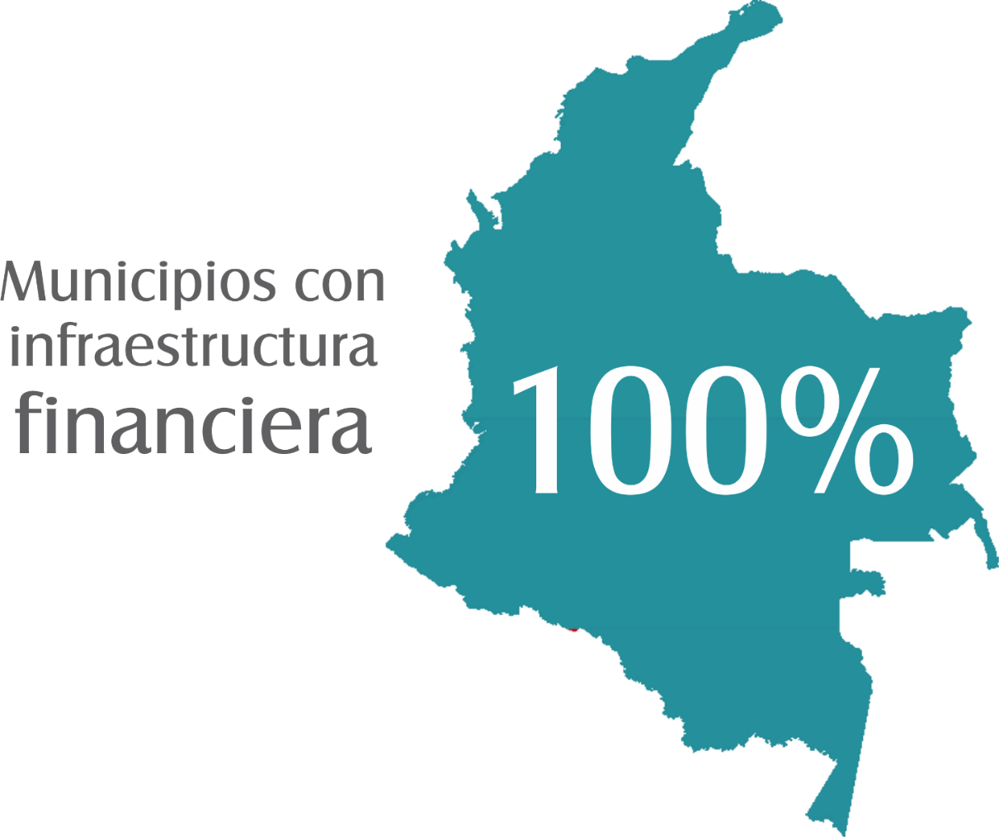 Municipios con
infraestructura
financiera
100%